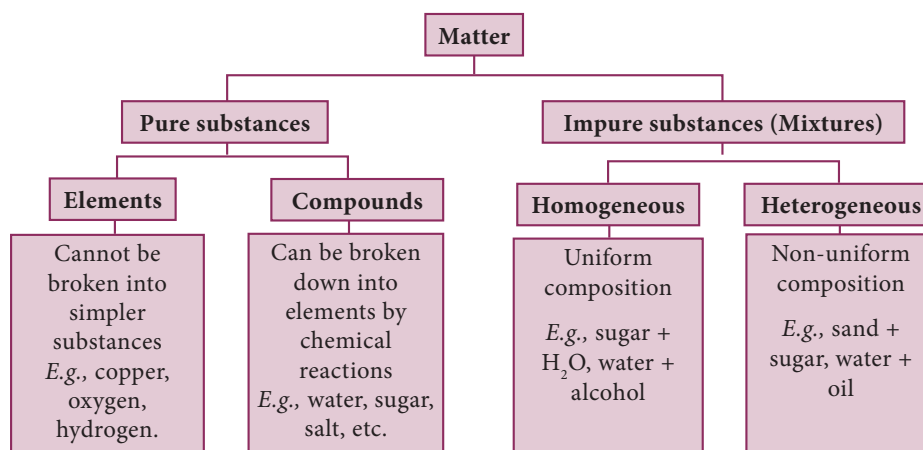 Matter
Pure substances
Impure substances (Mixtures)
Elements
Compounds
Homogeneous
Heterogeneous
Cannot be
broken into
simpler
substances
E.g., copper,
oxygen,
hydrogen.
Can be broken
down into
elements by
chemical
reactions
E.g., water, sugar,
salt, etc.
Uniform
composition
E.g., sugar +
H₂O, water +
alcohol
Non-uniform
composition
E.g., sand +
sugar, water +
oil